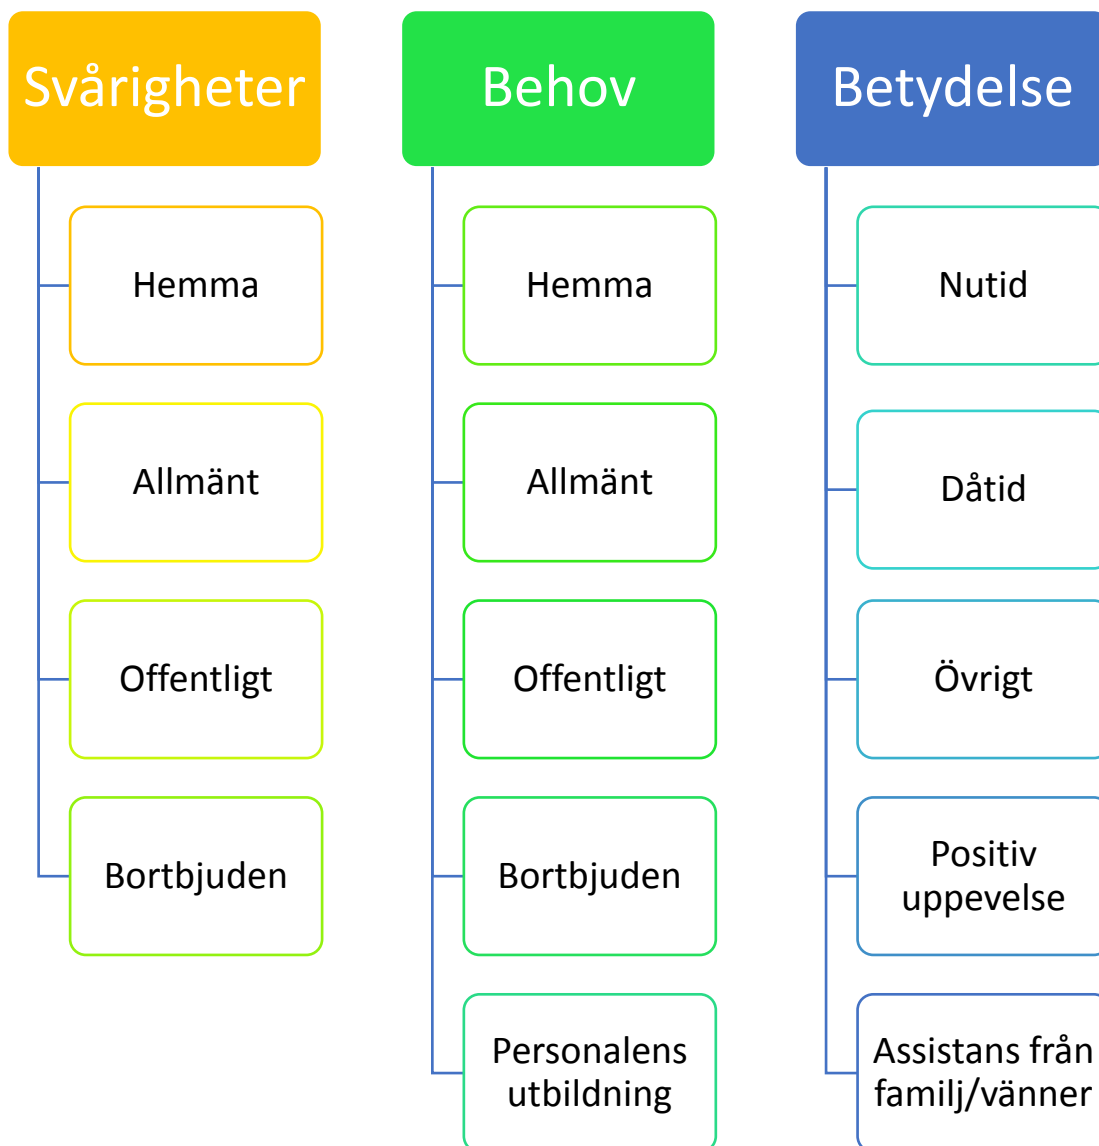 Svårigheter
Hemma
Allmänt
Offentligt
Bortbjuden
Behov
Hemma
Allmänt
Offentligt
Bortbjuden
Personalens
utbildning
Betydelse
Nutid
Dåtid
Övrigt
Positiv
uppevelse
Assistans från
familj/vänner